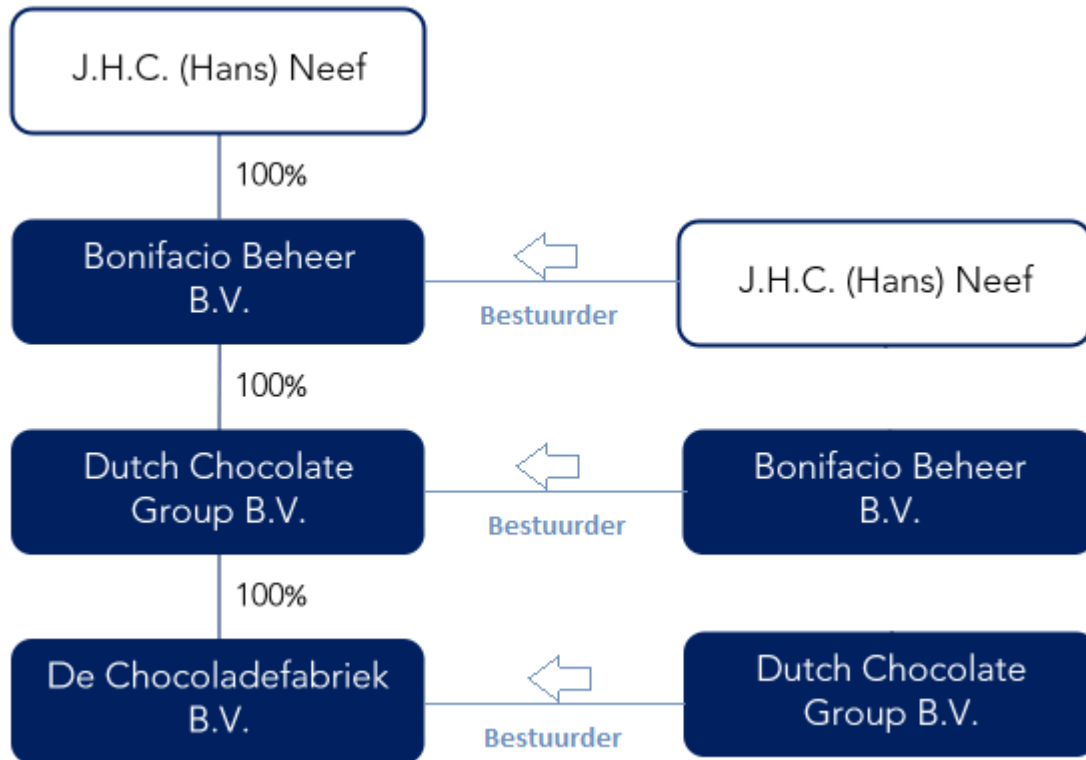 J.H.C. (Hans) Neef
100%
Bonifacio Beheer
B.V.
Bestuurder
J.H.C. (Hans) Neef
100%
Dutch Chocolate
Group B.V.
Bestuurder
Bonifacio Beheer
B.V.
100%
De Chocoladefabriek
B.V.
Bestuurder
Dutch Chocolate
Group B.V.